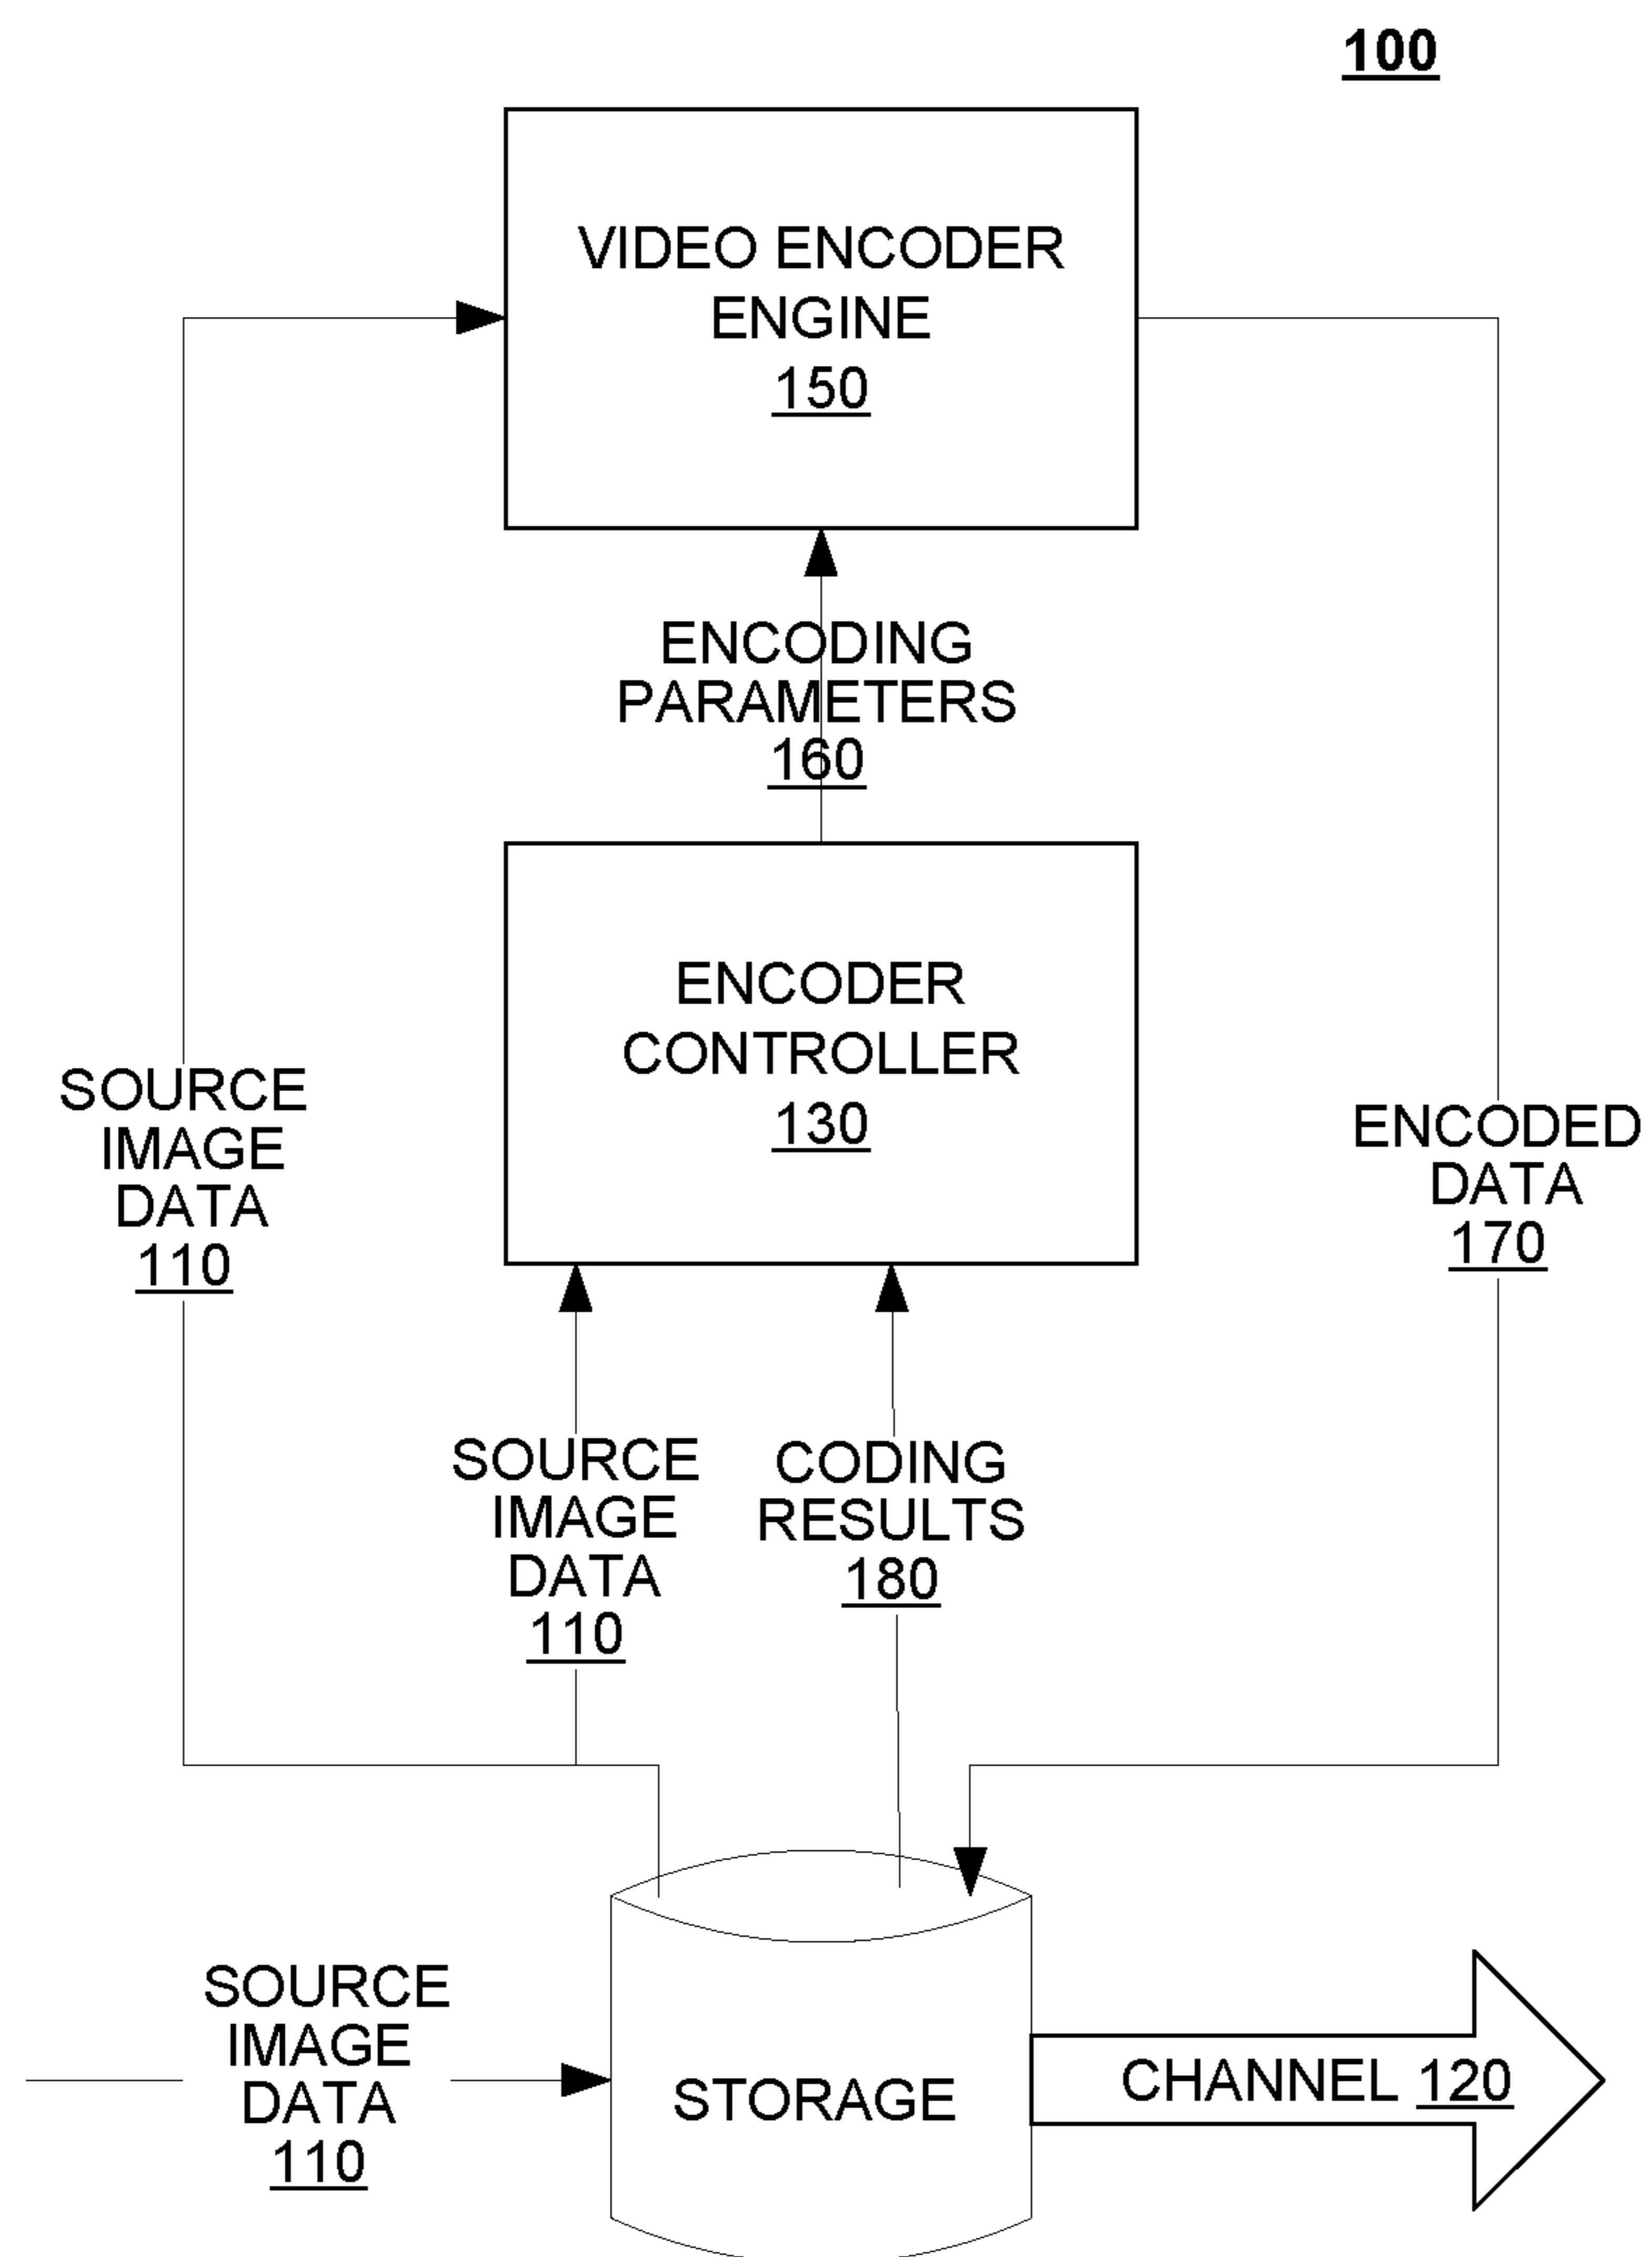 100
VIDEO ENCODER
ENGINE
150
ENCODING
PARAMETERS
160
ENCODER
CONTROLLER
130
SOURCE
IMAGE
DATA
110
ENCODED
DATA
170
SOURCE
IMAGE
DATA
110
CODING
RESULTS
180
SOURCE
IMAGE
DATA
110
STORAGE
CHANNEL 120